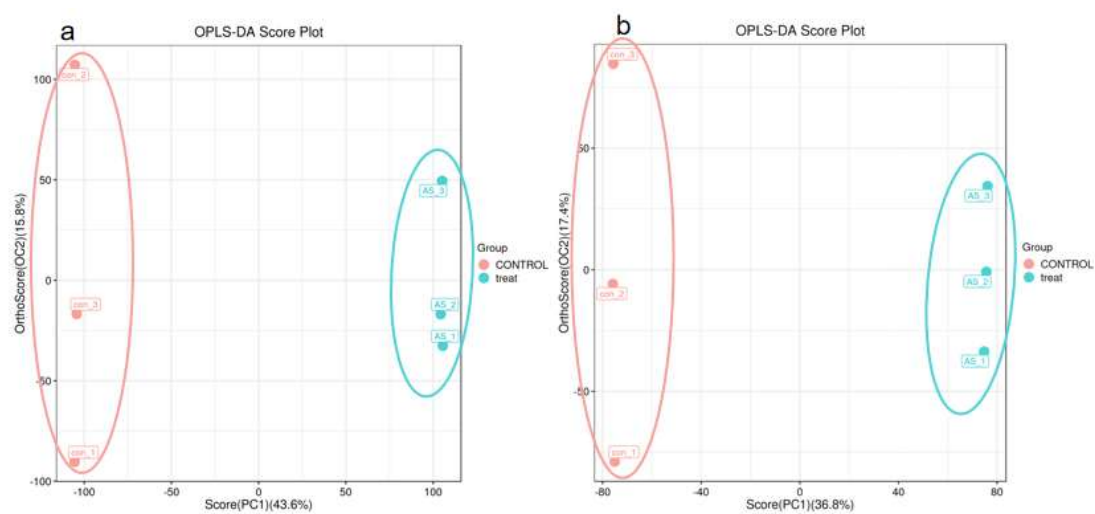 a
OPLS-DA Score Plot
con_2
100
50
AS_3
OrthoScore(OC2)(15.8%)
0
con_3
AS_2
AS_1
-50
con_1
-100
-100
-50
0
50
100
Score(PC1)(43.6%)
Group
CONTROL
treat
b
OPLS-DA Score Plot
con_3
50
AS_3
OrthoScore(OC2)(17.4%)
0
con_2
AS_2
AS_1
-50
con_1
-80
-40
0
40
80
Score(PC1)(36.8%)
Group
CONTROL
treat